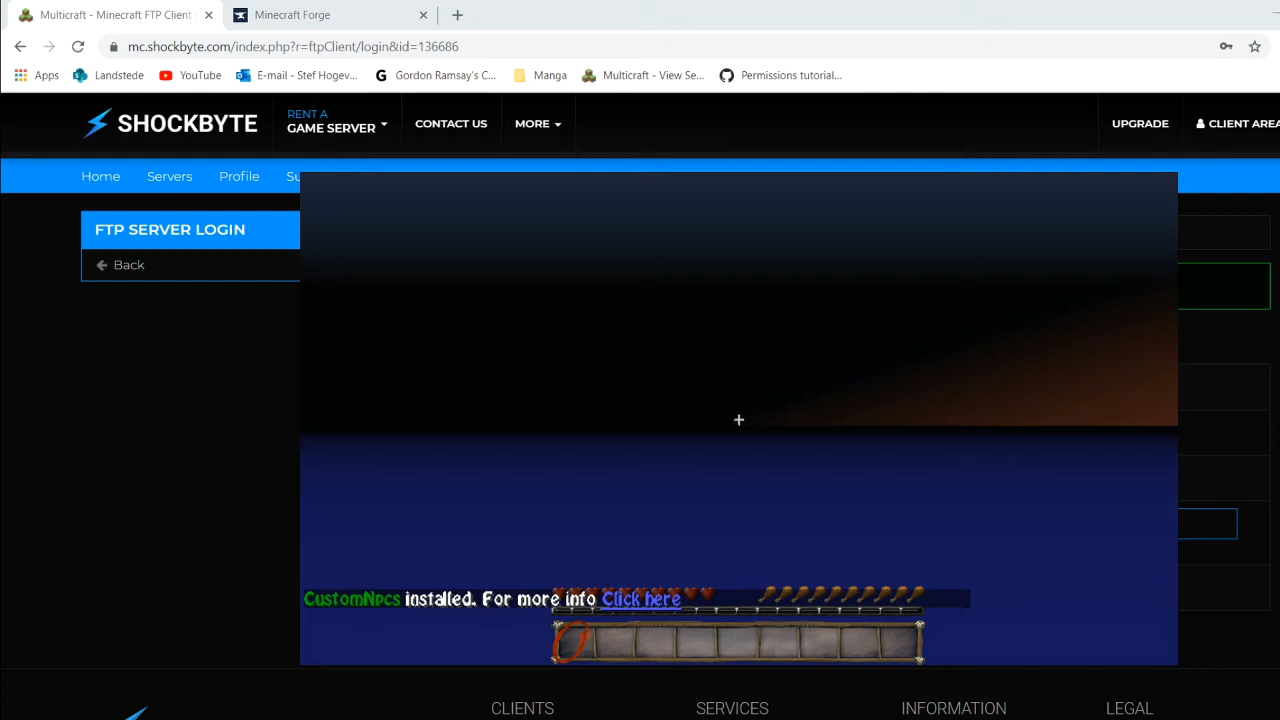 Multicraft - Minecraft FTP Client
Minecraft Forge
mc.shockbyte.com/index.php?r=ftpClient/login&id=136686
Apps Landstede YouTube E-mail - Stef Hogev... Gordon Ramsay's C... Manga Multicraft - View Se... Permissions tutorial...
SHOCKBYTE
RENT A
GAME SERVER
CONTACT US
MORE
UPGRADE
CLIENT AREA
Home Servers Profile Su
FTP SERVER LOGIN
Back
CustomNpcs installed. For more info Click here
CLIENTS SERVICES INFORMATION LEGAL